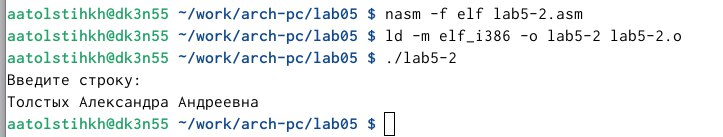 aatolstihkh@dk3n55 ~/work/arch-pc/lab05 $ nasm -f elf lab5-2.asm
aatolstihkh@dk3n55 ~/work/arch-pc/lab05 $ ld -m elf_i386 -o lab5-2 lab5-2.o
aatolstihkh@dk3n55 ~/work/arch-pc/lab05 $ ./lab5-2
Введите строку:
Толстых Александра Андреевна
aatolstihkh@dk3n55 ~/work/arch-pc/lab05 $